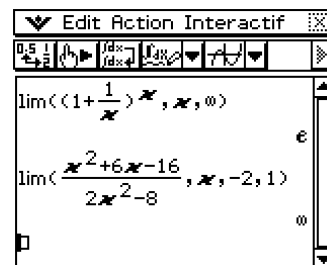 Edit Action Interactif
lim((1+1/x)^x,x,∞)
e
lim((x^2+6x-16)/(2x^2-8),x,-2,1)
∞